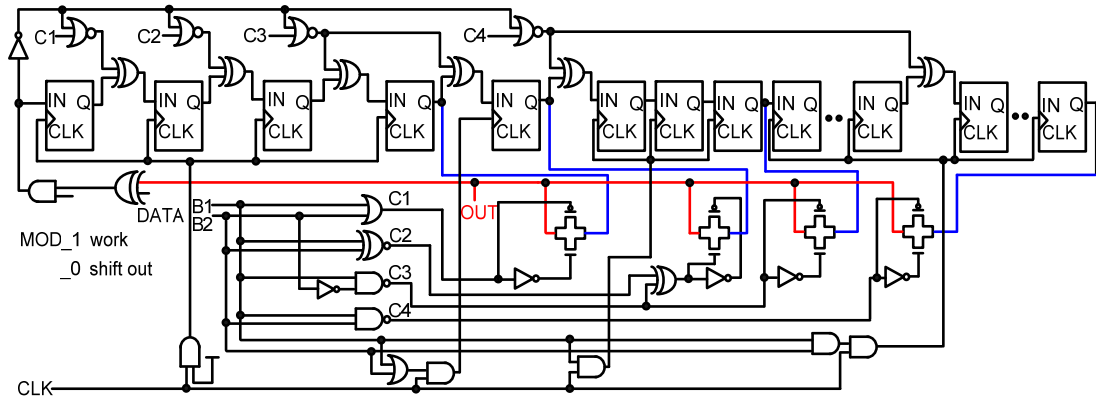 C1 C2 C3 C4
IN Q IN Q IN Q IN Q IN Q IN Q IN Q IN Q IN Q IN Q IN Q IN Q
CLK CLK CLK CLK CLK CLK CLK CLK CLK CLK CLK CLK
DATA B1 C1 OUT
B2
MOD_1 work C2
_0 shift out C3
C4
CLK